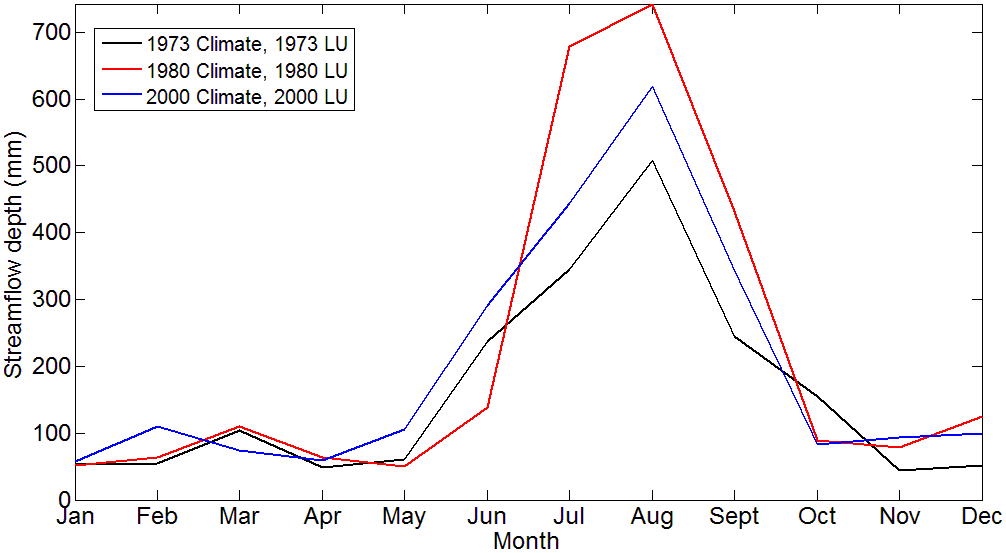 700
600
500
400
300
200
100
0
Streamflow depth (mm)
1973 Climate, 1973 LU
1980 Climate, 1980 LU
2000 Climate, 2000 LU
Jan Feb Mar Apr May Jun Jul Aug Sept Oct Nov Dec
Month